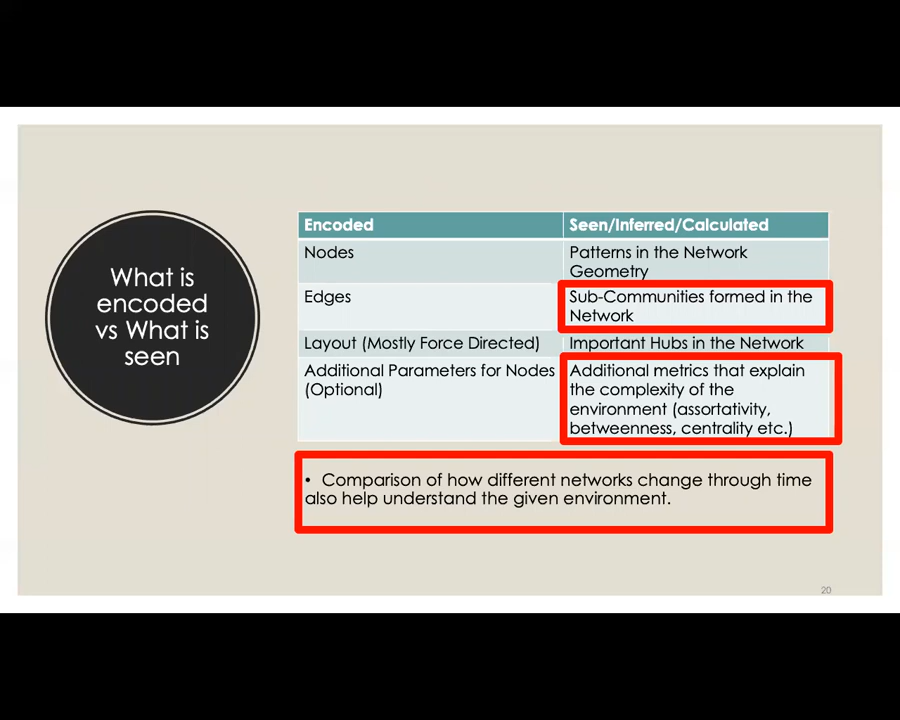 What is
encoded
vs What is
seen
Encoded
Seen/Inferred/Calculated
Nodes
Patterns in the Network
Geometry
Edges
Sub-Communities formed in the
Network
Layout (Mostly Force Directed)
Important Hubs in the Network
Additional Parameters for Nodes
(Optional)
Additional metrics that explain
the complexity of the
environment (assortativity,
betweenness, centrality etc.)
• Comparison of how different networks change through time
also help understand the given environment.
20